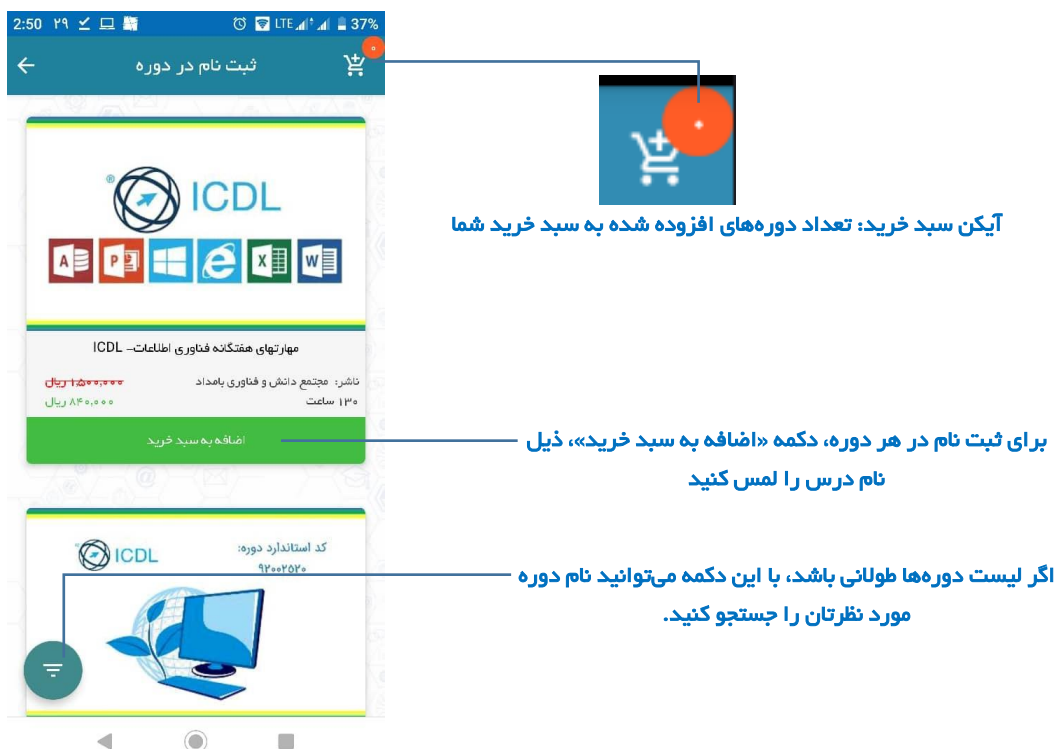 2:50 ۲۹ LTE 37%
ثبت نام در دوره
۰
ICDL
®
A P X W
مهارتهای هفتگانه فناوری اطلاعات– ICDL
ناشر: مجتمع دانش و فناوری بامداد
۱,۵۰۰,۰۰۰ ریال
۱۳۰ ساعت
۸۴۰,۰۰۰ ریال
اضافه به سبد خرید
کد استاندارد دوره:
۹۲۰۰۲۵۲۰
ICDL
آیکن سبد خرید: تعداد دوره‌های افزوده شده به سبد خرید شما
برای ثبت نام در هر دوره، دکمه «اضافه به سبد خرید»، ذیل
نام درس را لمس کنید
اگر لیست دوره‌ها طولانی باشد، با این دکمه می‌توانید نام دوره
مورد نظرتان را جستجو کنید.